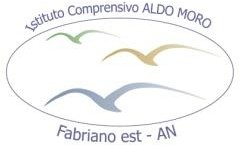 Istituto Comprensivo ALDO MORO
Fabriano est - AN